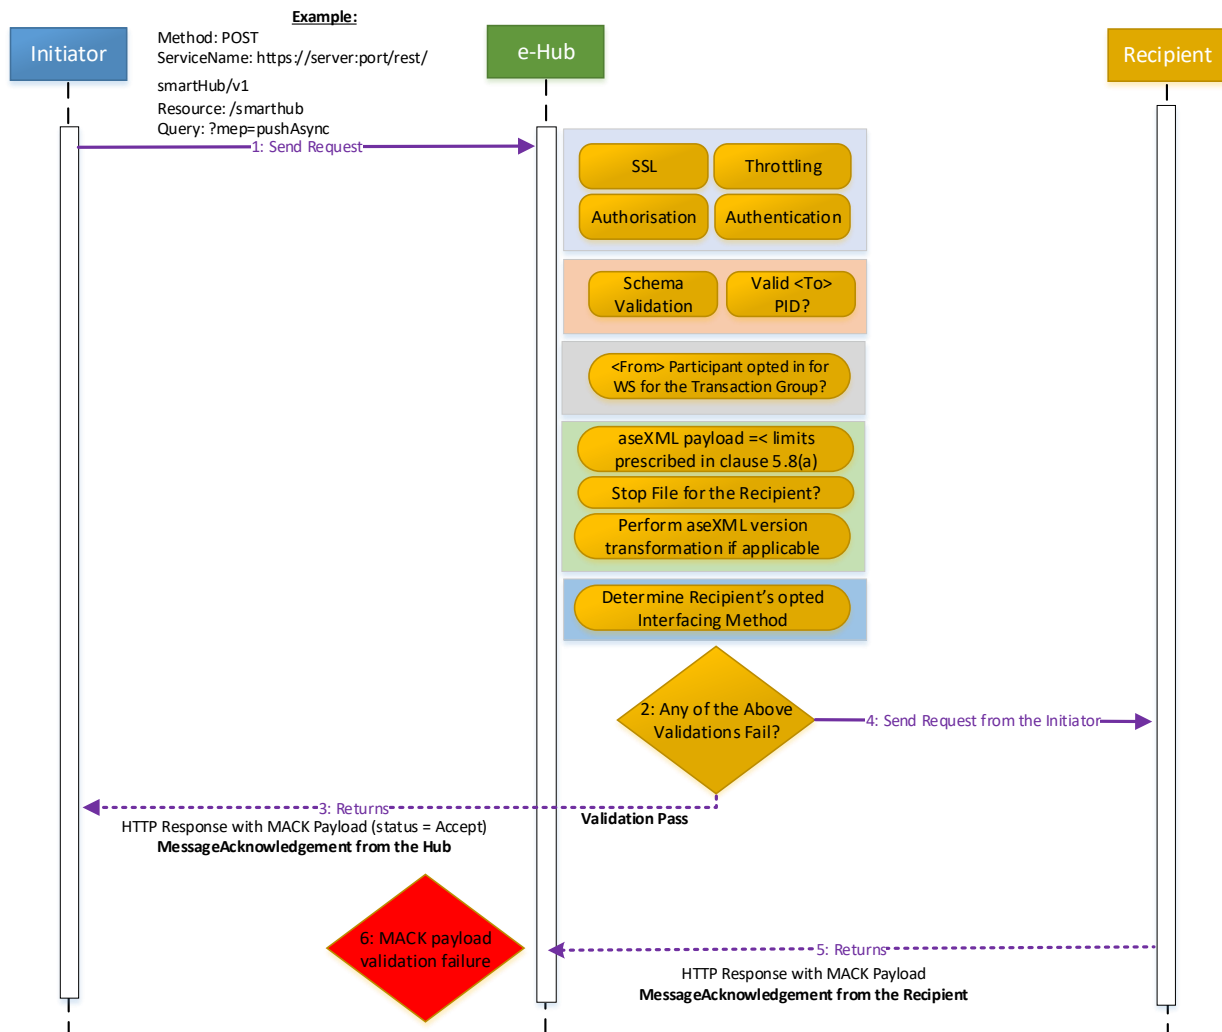 Example:
Initiator
Method: POST
ServiceName: https://server:port/rest/
smartHub/v1
Resource: /smarthub
Query: ?mep=pushAsync
e-Hub
Recipient
1: Send Request
SSL
Throttling
Authorisation
Authentication
Schema
Validation
Valid <To>
PID?
<From> Participant opted in for
WS for the Transaction Group?
aseXML payload =< limits
prescribed in clause 5.8(a)
Stop File for the Recipient?
Perform aseXML version
transformation if applicable
Determine Recipient's opted
Interfacing Method
2: Any of the Above
Validations Fail?
4: Send Request from the Initiator
3: Returns
Validation Pass
HTTP Response with MACK Payload (status = Accept)
MessageAcknowledgement from the Hub
6: MACK payload
validation failure
5: Returns
HTTP Response with MACK Payload
MessageAcknowledgement from the Recipient